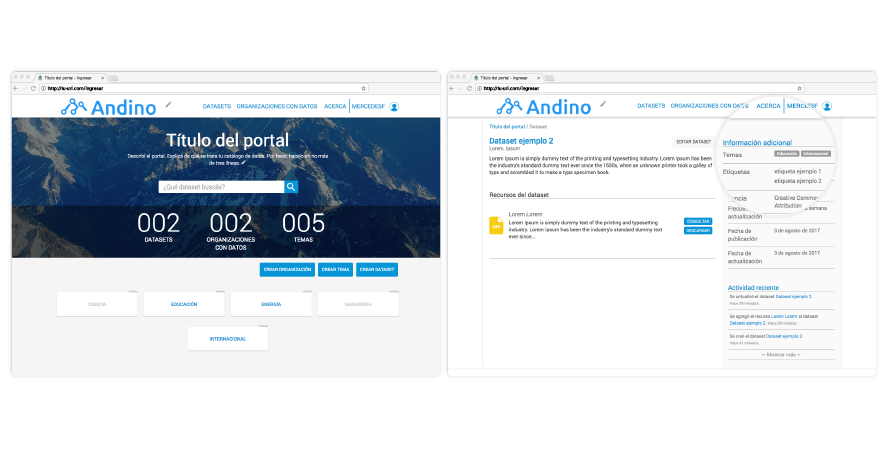 Título del portal - Ingresar
http://tu-url.com/ingresar
Andino
DATASETS
ORGANIZACIONES CON DATOS
ACERCA
MERCEDESF
Título del portal
Describí el portal. Explicá de qué se trata tu catálogo de datos. Por favor, hacelo en no más
de tres líneas.
¿Qué dataset buscás?
002
DATASETS
002
ORGANIZACIONES
CON DATOS
005
TEMAS
CREAR ORGANIZACIÓN
CREAR TEMA
CREAR DATASET
CIENCIA
EDUCACIÓN
ENERGÍA
GANADERÍA
INTERNACIONAL
Título del portal - Ingresar
http://tu-url.com/ingresar
Andino
DATASETS
ORGANIZACIONES CON DATOS
ACERCA
MERCEDESF
Título del portal / Dataset
Dataset ejemplo 2
EDITAR DATASET
Lorem, Ipsum
Lorem Ipsum is simply dummy text of the printing and typesetting industry. Lorem Ipsum has been
the industry's standard dummy text ever since the 1500s, when an unknown printer took a galley of
type and scrambled it to make a type specimen book.
Recursos del dataset
Lorem Lorem
Lorem Ipsum is simply dummy text of the printing and typesetting
industry. Lorem Ipsum has been the industry's standard dummy text
ever since...
CONSULTAR
DESCARGAR
Información adicional
Temas
Educación
Internacional
Etiquetas
etiqueta ejemplo 1
etiqueta ejemplo 2
Creative Commo
Attribution
actualización
semana
Fecha de
publicación
3 de agosto de 2017
Fecha de
actualización
3 de agosto de 2017
Actividad reciente
Se actualizó el dataset Dataset ejemplo 2.
Hace 39 minutos.
Se agregó el recurso Lorem Lorem al dataset
Dataset ejemplo 2. Hace 39 minutos.
Se creó el dataset Dataset ejemplo 2.
Hace 41 minutos.
Mostrar más